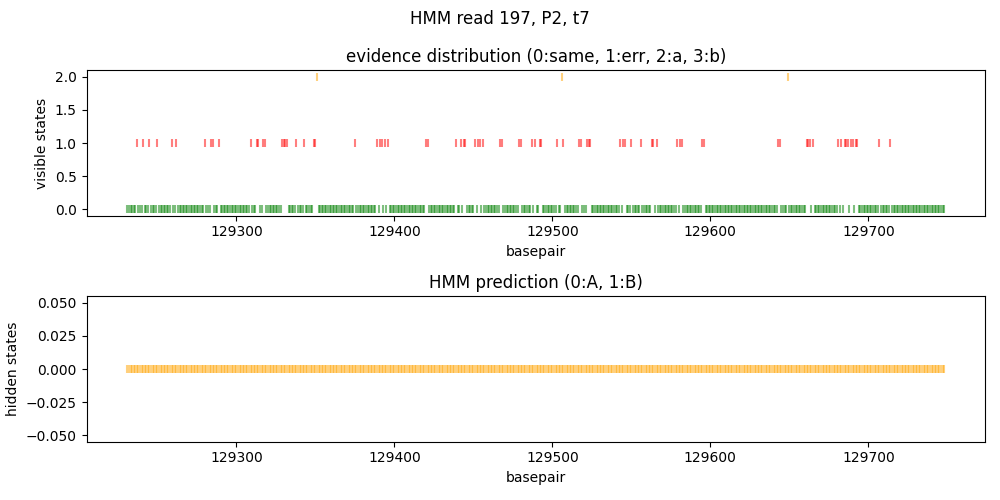 HMM read 197, P2, t7
evidence distribution (0:same, 1:err, 2:a, 3:b)
visible states
2.0
1.5
1.0
0.5
0.0
129300 129400 129500 129600 129700
basepair
HMM prediction (0:A, 1:B)
hidden states
0.050
0.025
0.000
−0.025
−0.050
129300 129400 129500 129600 129700
basepair